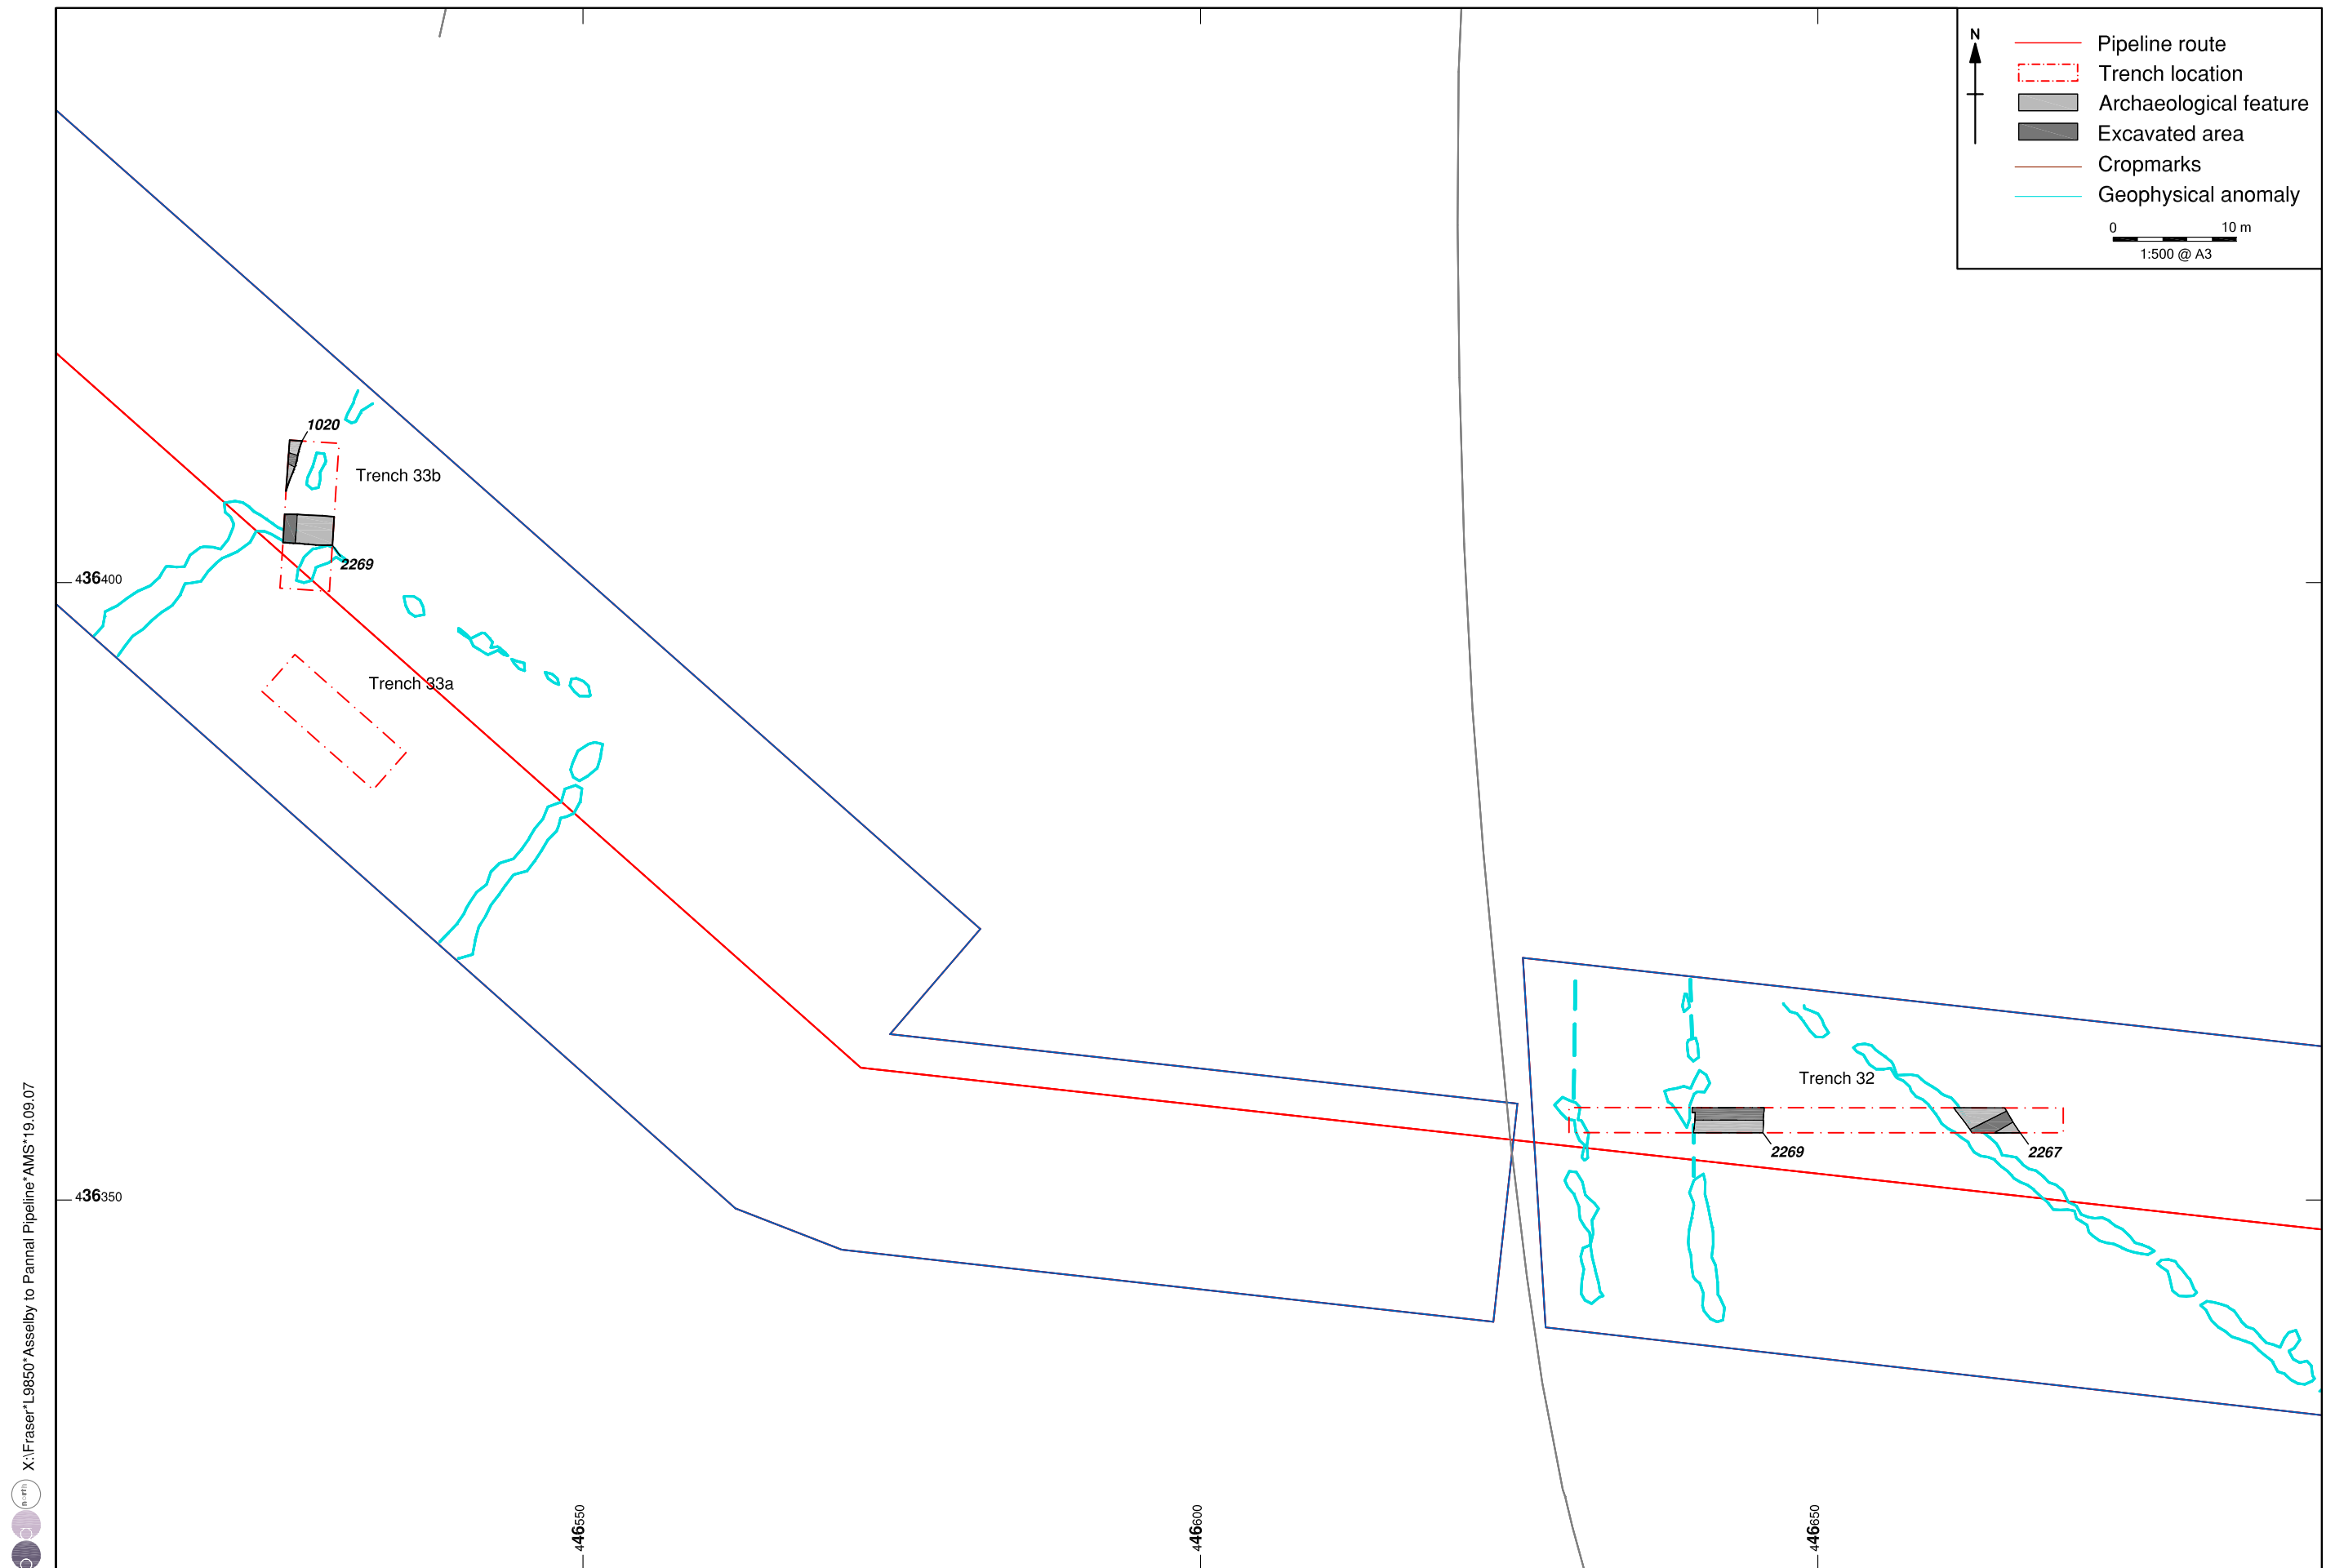 N
Pipeline route
Trench location
Archaeological feature
Excavated area
Cropmarks
Geophysical anomaly
0 10 m
1:500 @ A3
1020
Trench 33b
2269
436400
Trench 33a
Trench 32
2269
2267
436350
446550
446600
446650
X:\Fraser*L9850*Asselby to Pannal Pipeline*AMS*19.09.07
north